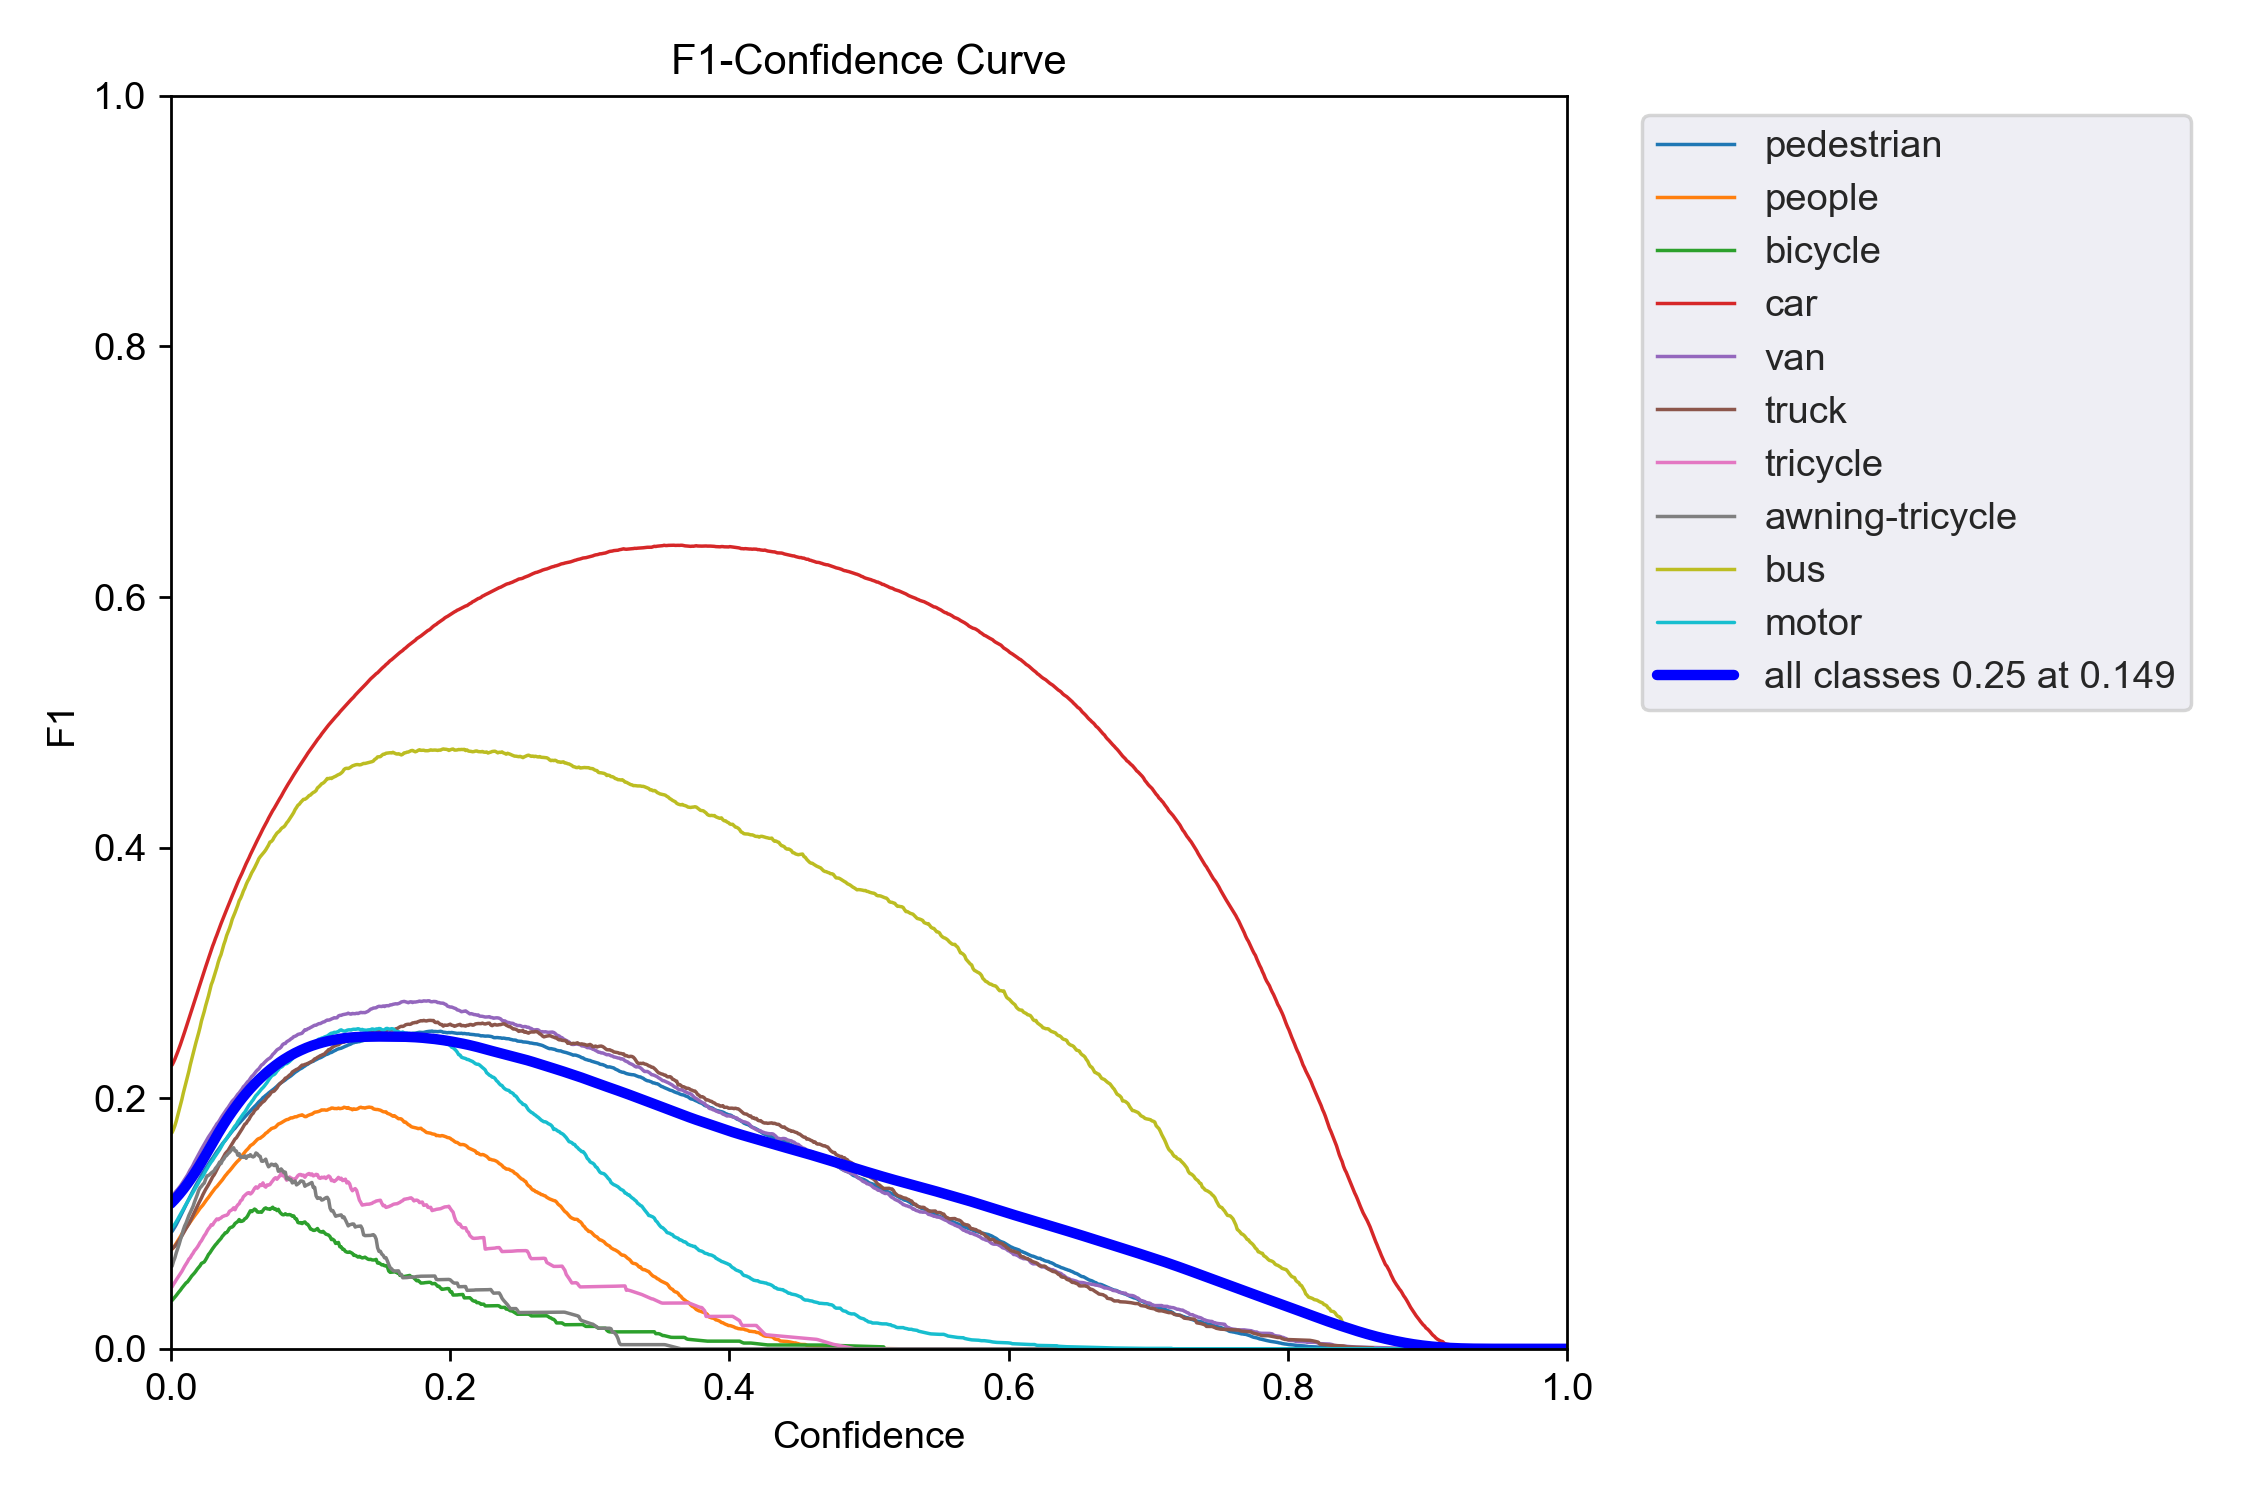 F1-Confidence Curve
1.0
0.8
0.6
0.4
0.2
0.0
F1
0.0 0.2 0.4 0.6 0.8 1.0
Confidence
pedestrian
people
bicycle
car
van
truck
tricycle
awning-tricycle
bus
motor
all classes 0.25 at 0.149